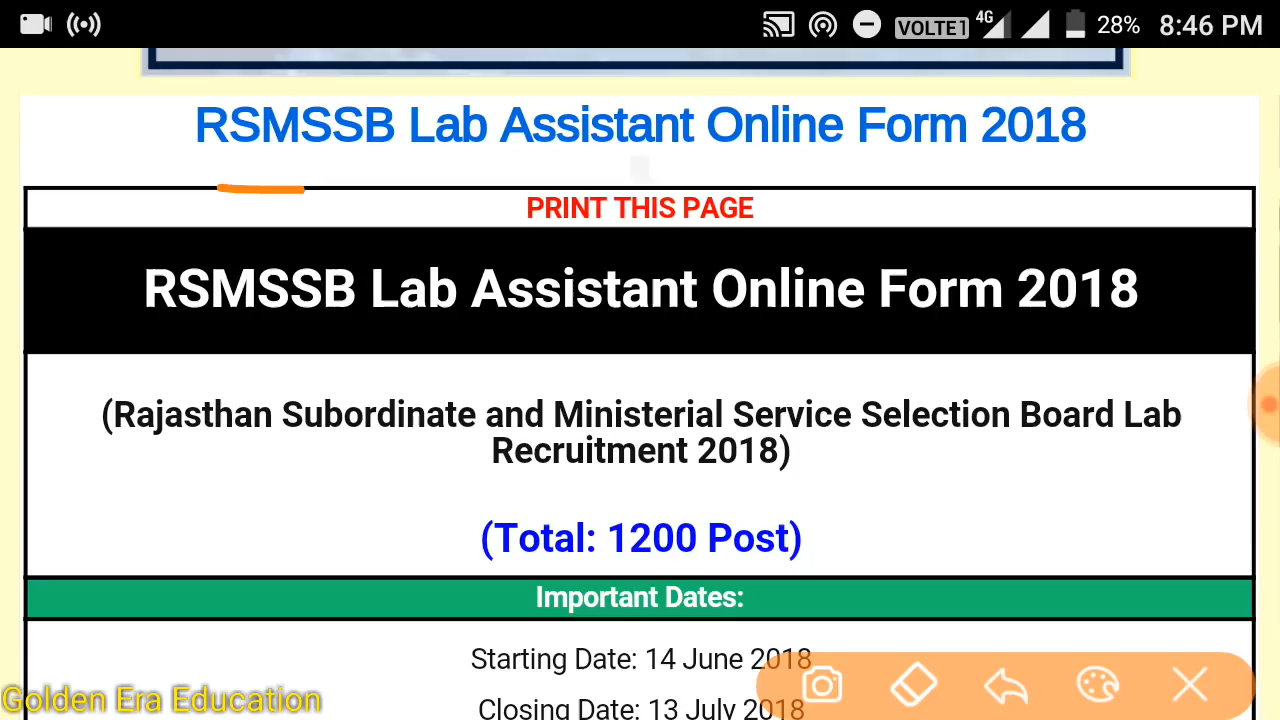 VOLTE1 4G 28% 8:46 PM
RSMSSB Lab Assistant Online Form 2018
PRINT THIS PAGE
RSMSSB Lab Assistant Online Form 2018
(Rajasthan Subordinate and Ministerial Service Selection Board Lab
Recruitment 2018)
(Total: 1200 Post)
Important Dates:
Starting Date: 14 June 2018
Closing Date: 13 July 2018
Golden Era Education